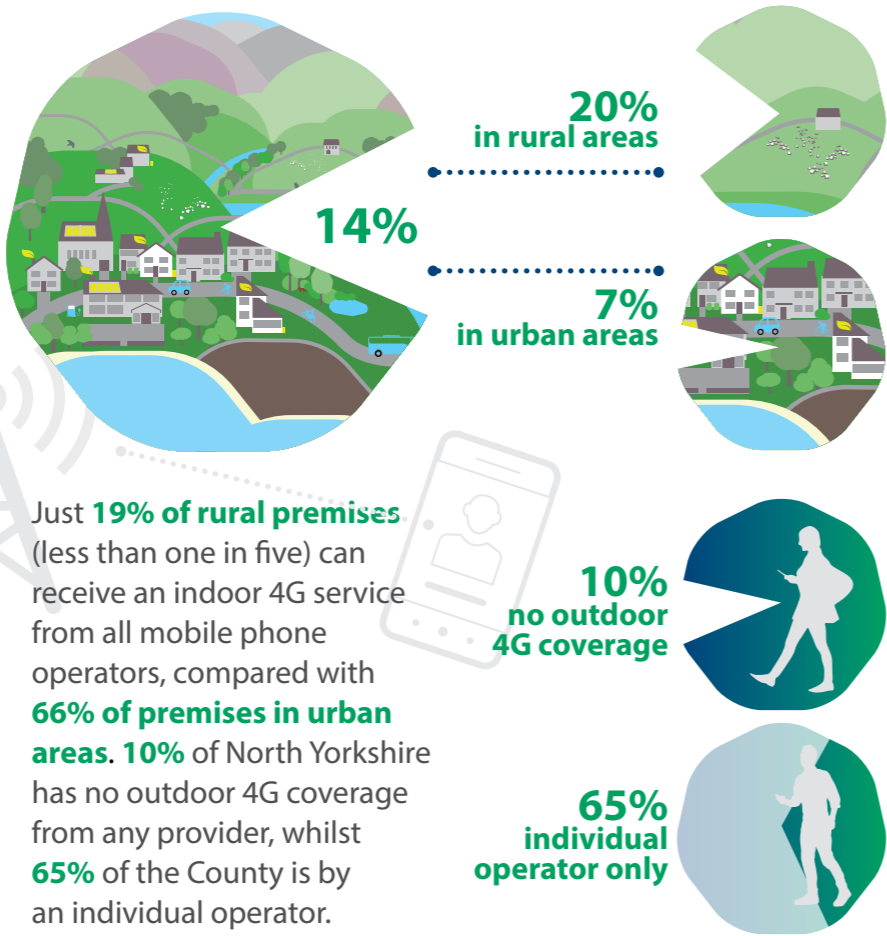 14%
20%
in rural areas
7%
in urban areas
Just 19% of rural premises
(less than one in five) can
receive an indoor 4G service
from all mobile phone
operators, compared with
66% of premises in urban
areas. 10% of North Yorkshire
has no outdoor 4G coverage
from any provider, whilst
65% of the County is by
an individual operator.
10%
no outdoor
4G coverage
65%
individual
operator only